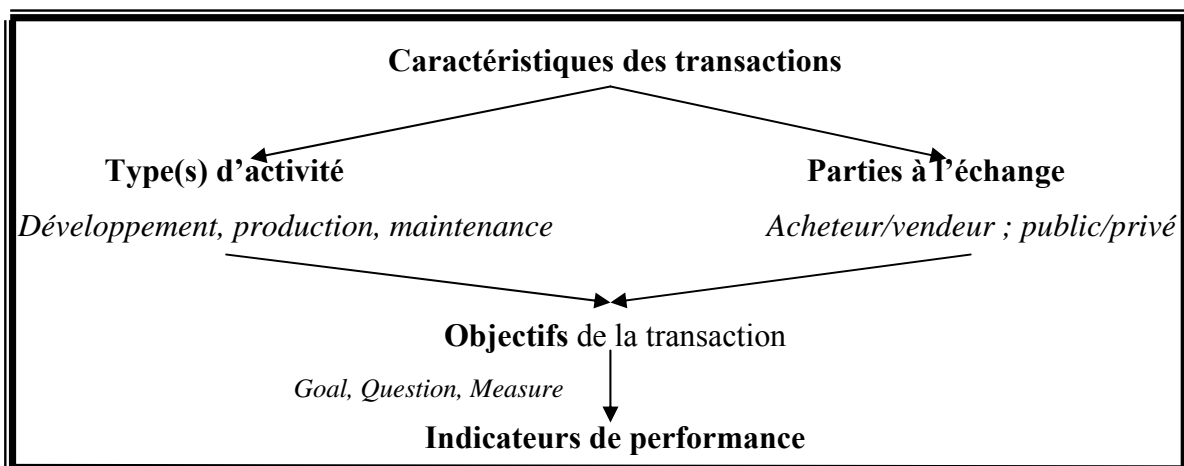 Caractéristiques des transactions
Type(s) d’activité
Parties à l’échange
Développement, production, maintenance
Acheteur/vendeur ; public/privé
Objectifs de la transaction
Goal, Question, Measure
Indicateurs de performance